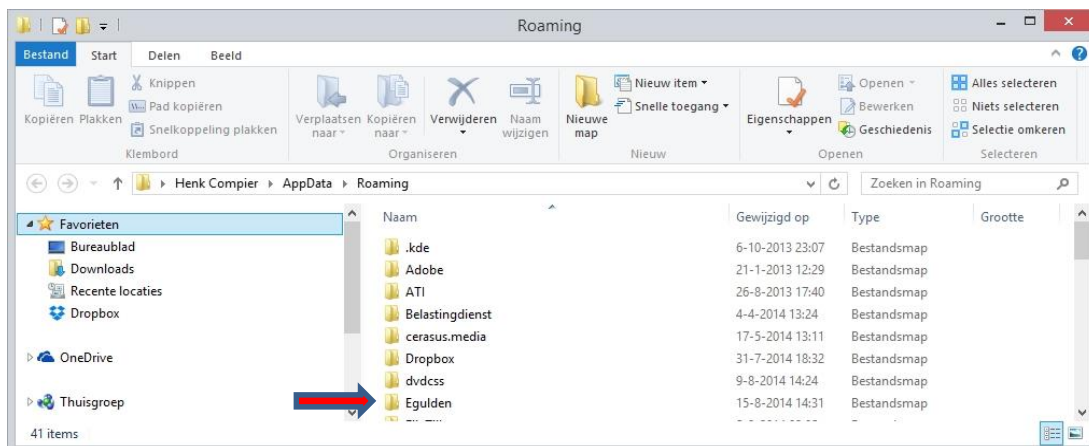 Roaming
Bestand Start Delen Beeld
Kopiëren Plakken
Knippen
Pad kopiëren
Snelkoppeling plakken
Klembord
Verplaatsen naar
Kopiëren naar
Verwijderen
Naam wijzigen
Organiseren
Nieuwe map
Nieuw item
Snelle toegang
Nieuw
Eigenschappen
Openen
Bewerken
Geschiedenis
Openen
Alles selecteren
Niets selecteren
Selectie omkeren
Selecteren
Henk Compier AppData Roaming
Zoeken in Roaming
Favorieten
Bureaublad
Downloads
Recente locaties
Dropbox
OneDrive
Thuisgroep
Naam Gewijzigd op Type Grootte
.kde 6-10-2013 23:07 Bestandsmap
Adobe 21-1-2013 12:29 Bestandsmap
ATI 26-8-2013 17:40 Bestandsmap
Belastingdienst 4-4-2014 13:24 Bestandsmap
cerasus.media 17-5-2014 13:11 Bestandsmap
Dropbox 31-7-2014 18:32 Bestandsmap
dvdcss 9-8-2014 14:24 Bestandsmap
Egulden 15-8-2014 14:31 Bestandsmap
41 items